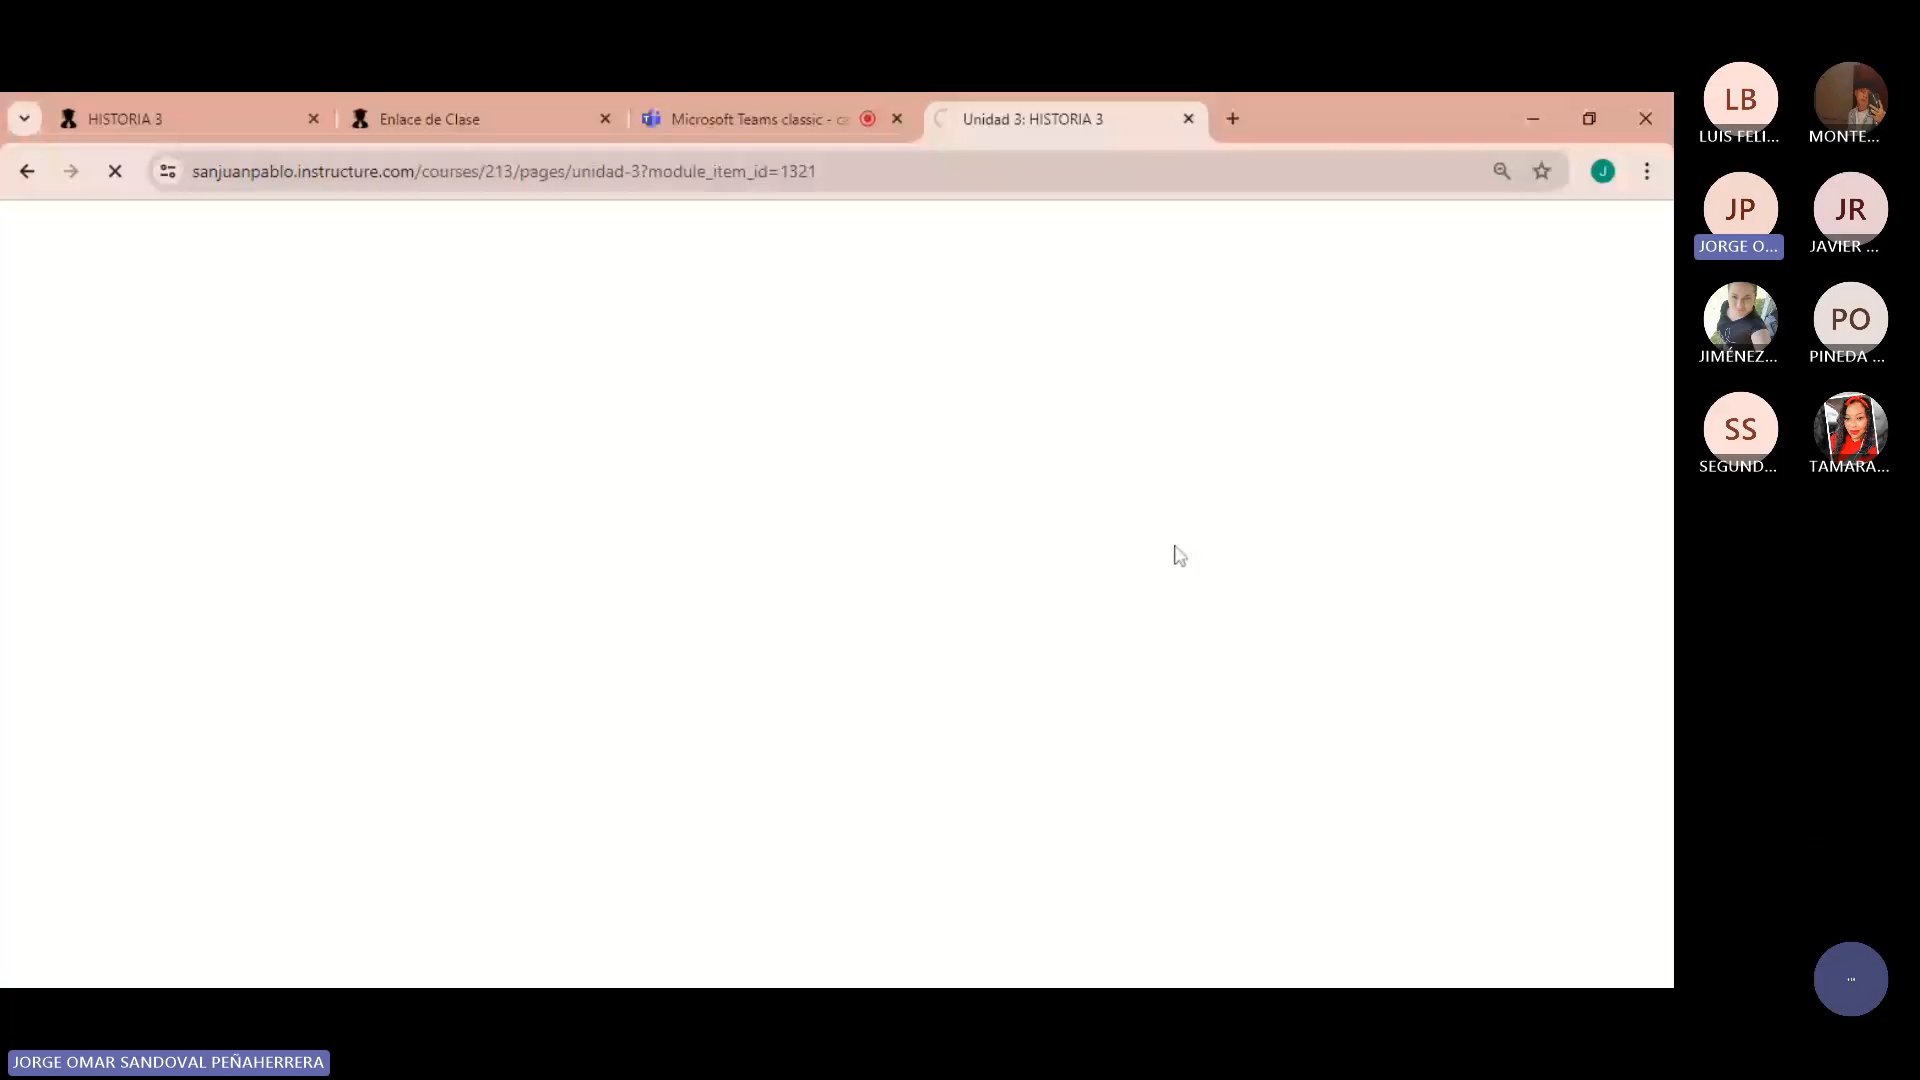 HISTORIA 3
Enlace de Clase
Microsoft Teams classic - ca
Unidad 3: HISTORIA 3
sanjuanpablo.instructure.com/courses/213/pages/unidad-3?module_item_id=1321
J
LB
LUIS FELI...
MONTE...
JP
JORGE O...
JR
JAVIER ...
JIMÉNEZ...
PO
PINEDA ...
SS
SEGUND...
TAMARA...
...
JORGE OMAR SANDOVAL PEÑAHERRERA